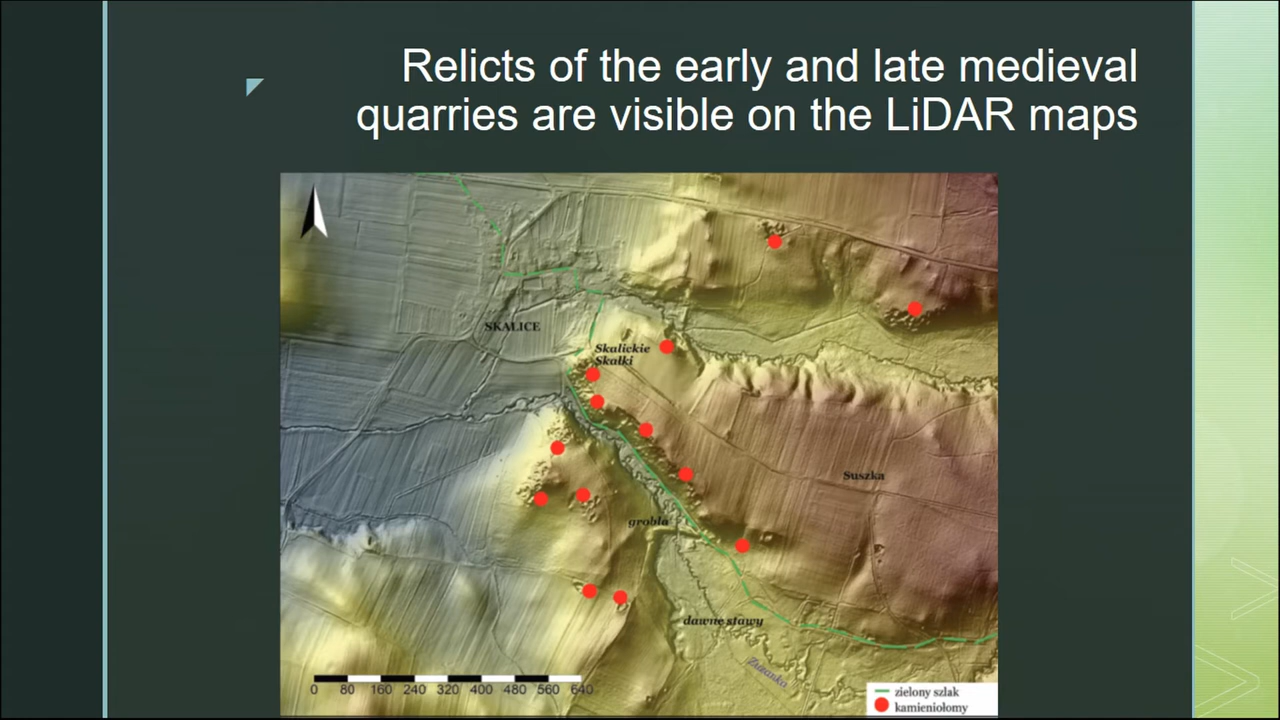 Relicts of the early and late medieval
quarries are visible on the LiDAR maps
SKALICE
Skalickie
Skałki
Suszka
grobla
dawne stawy
0 80 160 240 320 400 480 560 640
zielony szlak
kamieniołomy